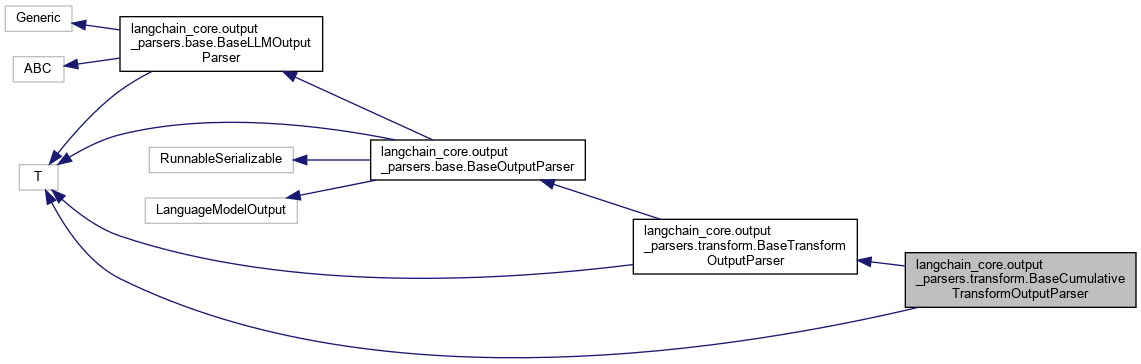 Generic
langchain_core.output
_parsers.base.BaseLLMOutput
Parser
ABC
langchain_core.output
_parsers.base.BaseOutputParser
RunnableSerializable
T
LanguageModelOutput
langchain_core.output
_parsers.transform.BaseTransform
OutputParser
langchain_core.output
_parsers.transform.BaseCumulative
TransformOutputParser